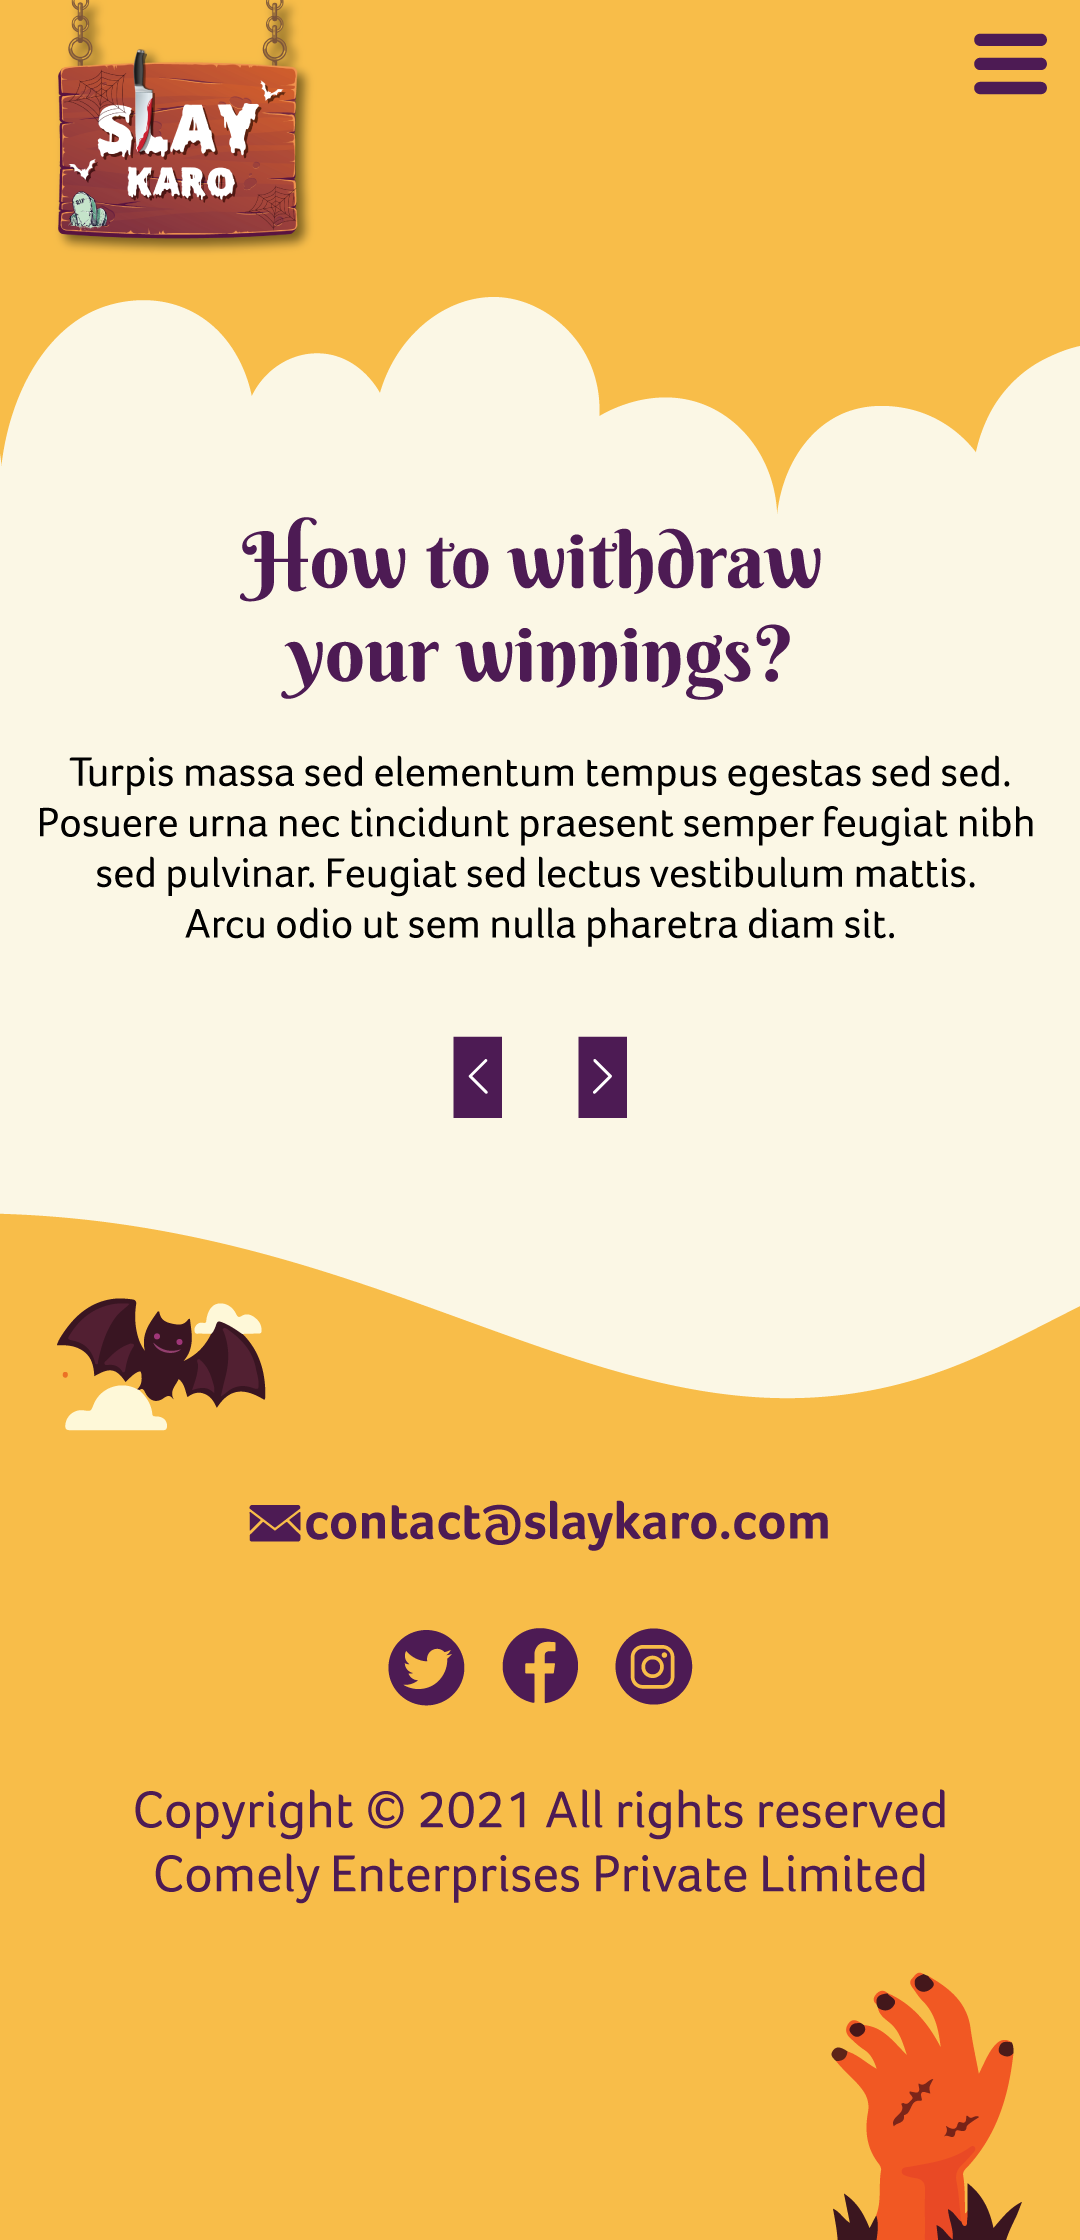 SLAY
KARO
RIP
How to withdraw
your winnings?
Turpis massa sed elementum tempus egestas sed sed.
Posuere urna nec tincidunt praesent semper feugiat nibh
sed pulvinar. Feugiat sed lectus vestibulum mattis.
Arcu odio ut sem nulla pharetra diam sit.
contact@slaykaro.com
Copyright © 2021 All rights reserved
Comely Enterprises Private Limited